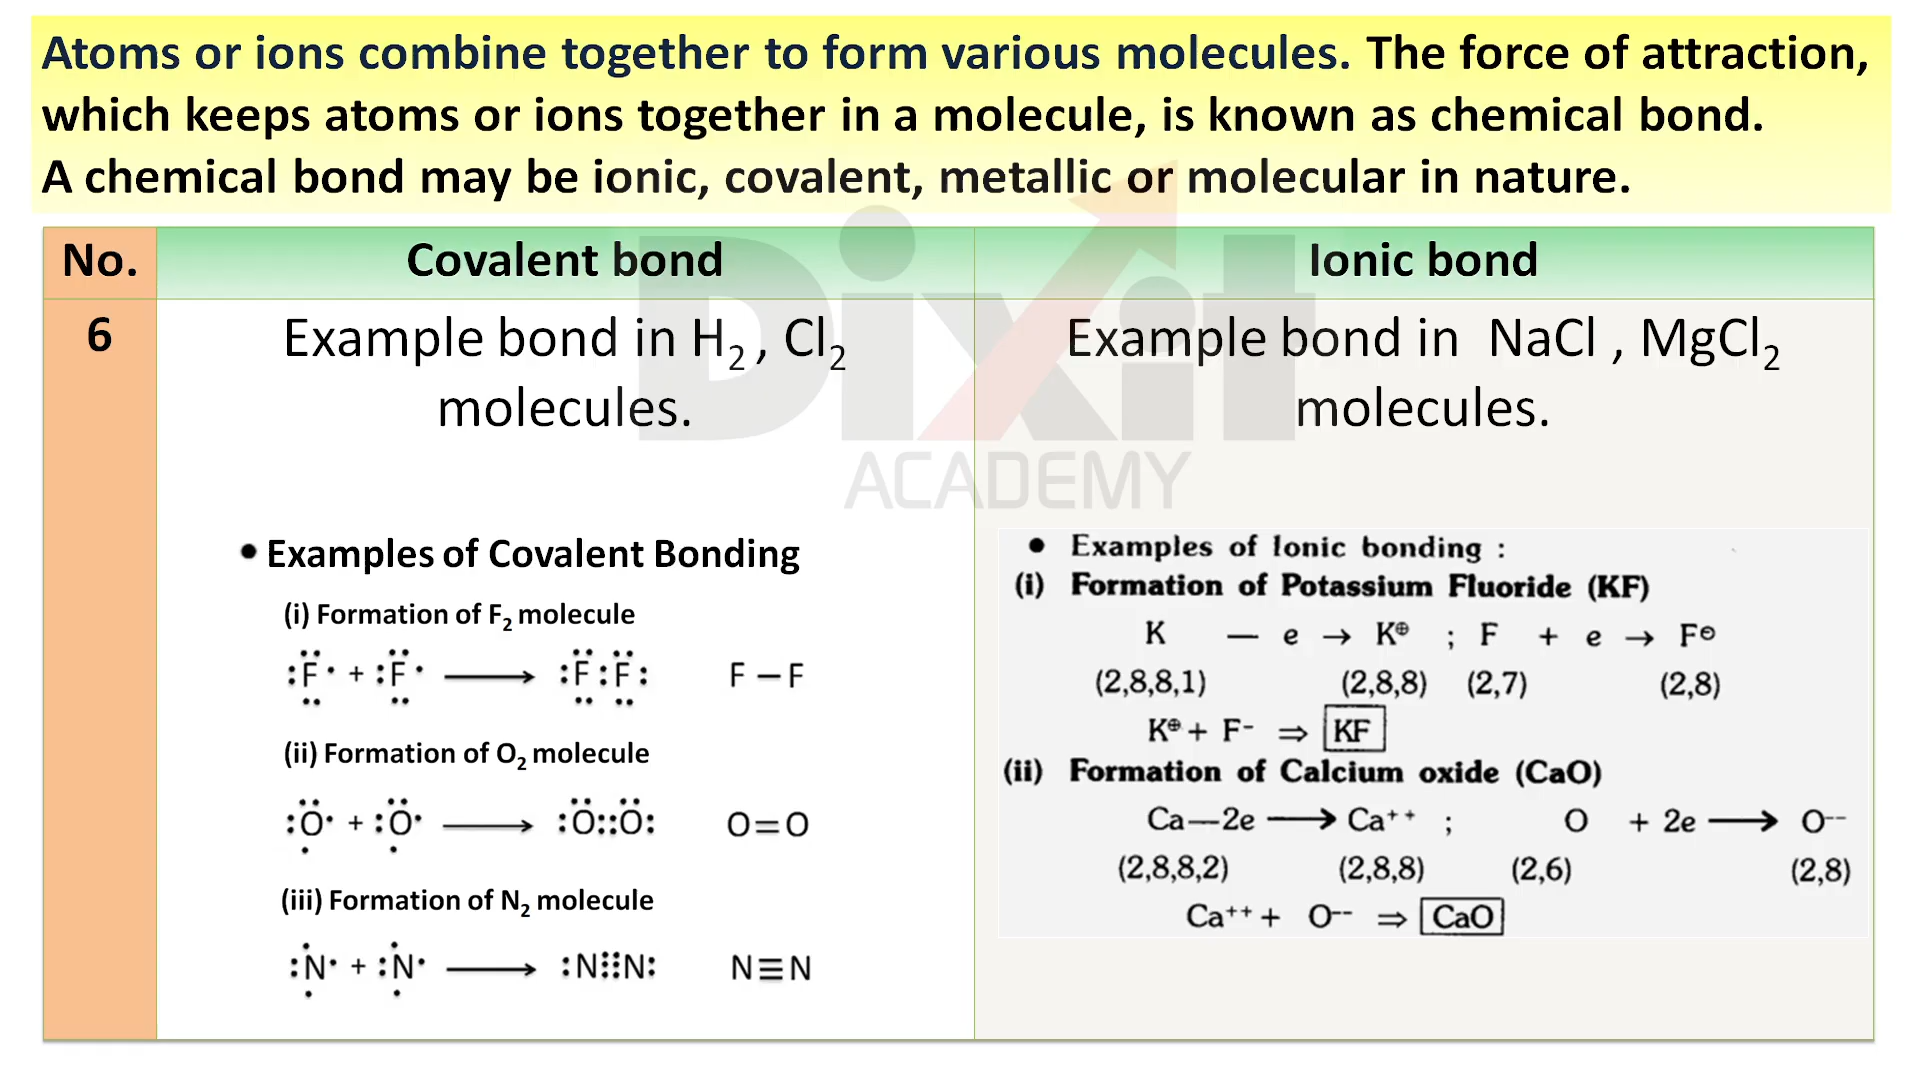 Atoms or ions combine together to form various molecules. The force of attraction,
which keeps atoms or ions together in a molecule, is known as chemical bond.
A chemical bond may be ionic, covalent, metallic or molecular in nature.
No.
Covalent bond
Ionic bond
6
Example bond in H₂ , Cl₂
molecules.
Example bond in NaCl , MgCl₂
molecules.
Dixit
ACADEMY
• Examples of Covalent Bonding
(i) Formation of F₂ molecule
:F· + :F· ⟶ :F:F: F – F
(ii) Formation of O₂ molecule
:O· + :O· ⟶ :O::O: O=O
(iii) Formation of N₂ molecule
:N· + :N· ⟶ :N⫶⫶N: N≡N
• Examples of Ionic bonding :
(i) Formation of Potassium Fluoride (KF)
K — e → K⊕ ; F + e → F⊖
(2,8,8,1) (2,8,8) (2,7) (2,8)
K⊕ + F⁻ ⇒ KF
(ii) Formation of Calcium oxide (CaO)
Ca—2e ⟶ Ca⁺⁺ ; O + 2e ⟶ O⁻⁻
(2,8,8,2) (2,8,8) (2,6) (2,8)
Ca⁺⁺ + O⁻⁻ ⇒ CaO